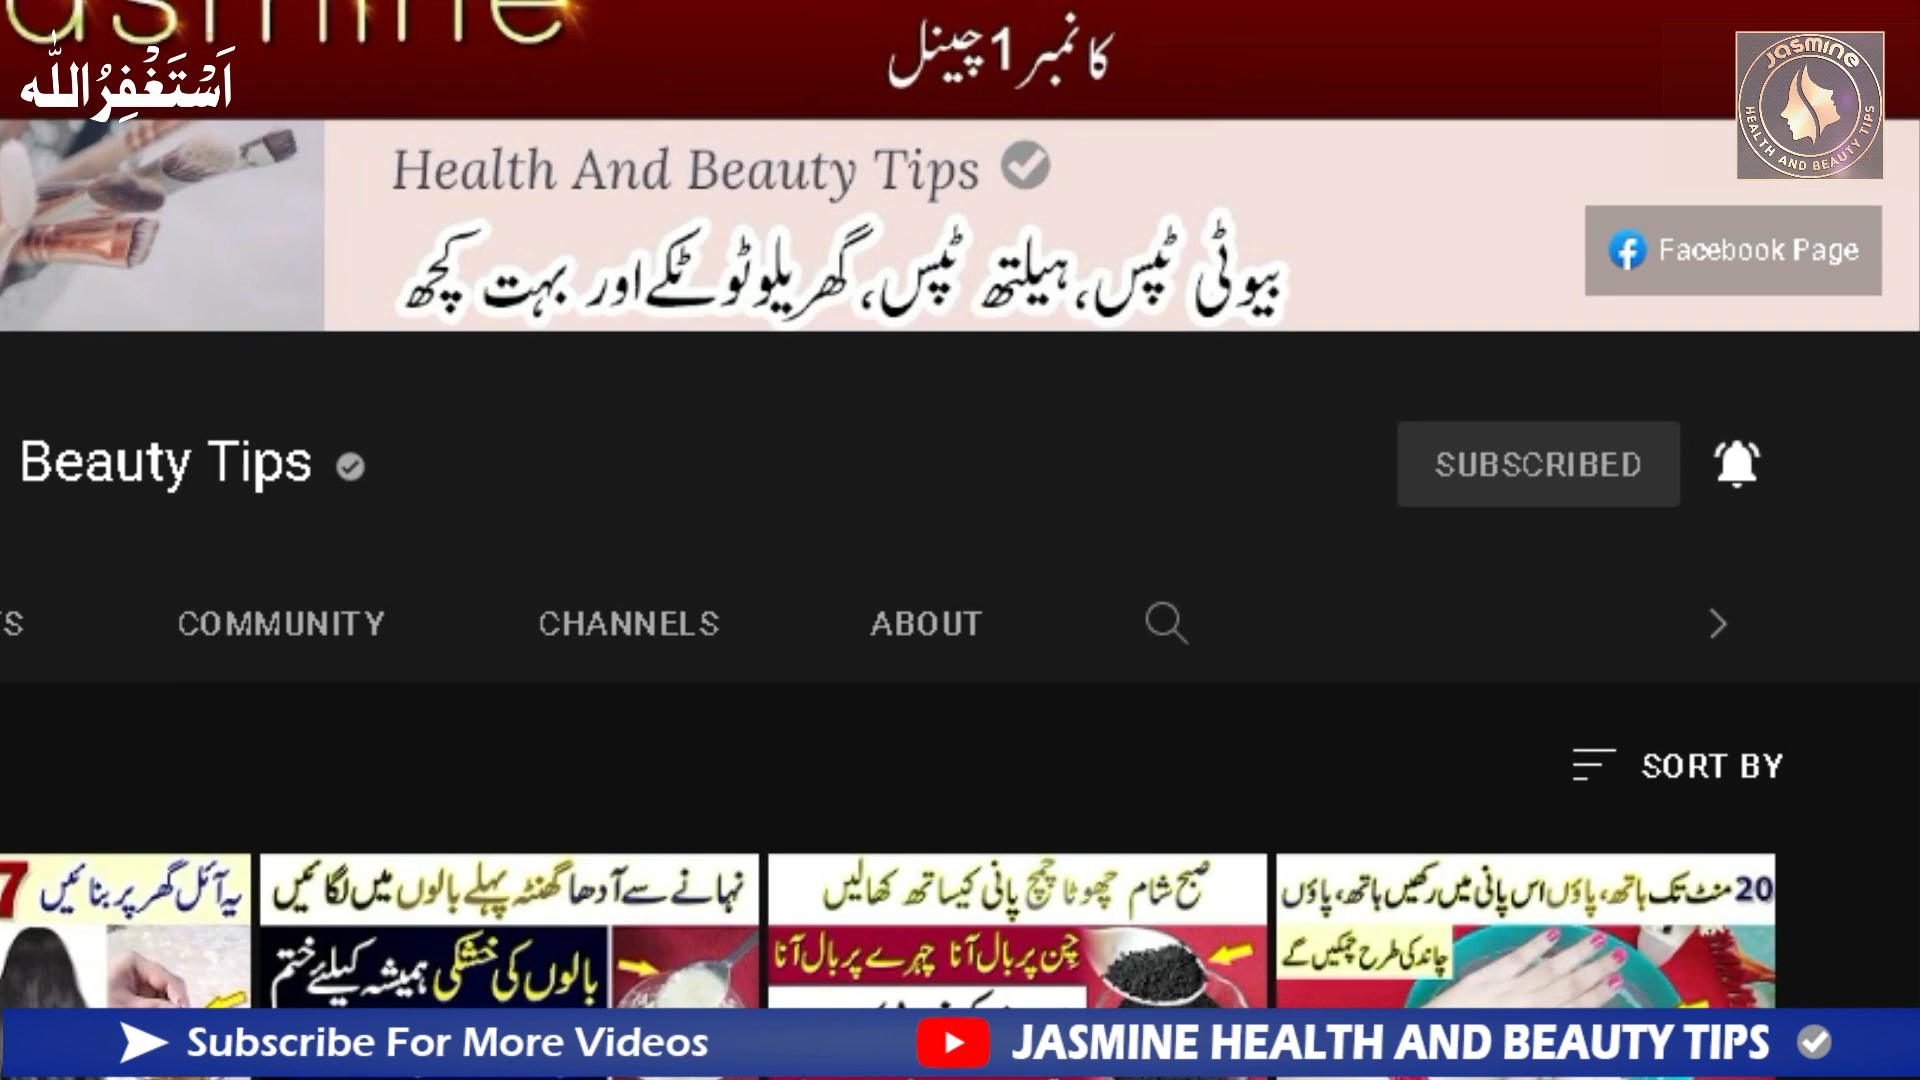 asmine
کا نمبر 1 چینل
اَسْتَغْفِرُاللّٰه
Jasmine
HEALTH AND BEAUTY TIPS
Health And Beauty Tips
بیوٹی ٹپس، ہیلتھ ٹپس، گھریلو ٹوٹکے اور بہت کچھ
Facebook Page
Beauty Tips
SUBSCRIBED
COMMUNITY
CHANNELS
ABOUT
SORT BY
7 یہ آئل گھر پر بنائیں
نہانے سے آدھا گھنٹہ پہلے بالوں میں لگائیں
بالوں کی خشکی ہمیشہ کیلئے ختم
صبح شام چھوٹا چمچ پانی کیساتھ کھالیں
چِن پر بال آنا چہرے پر بال آنا
20 منٹ تک ہاتھ، پاؤں اس پانی میں رکھیں ہاتھ، پاؤں
چاند کی طرح چمکیں گے
Subscribe For More Videos
JASMINE HEALTH AND BEAUTY TIPS